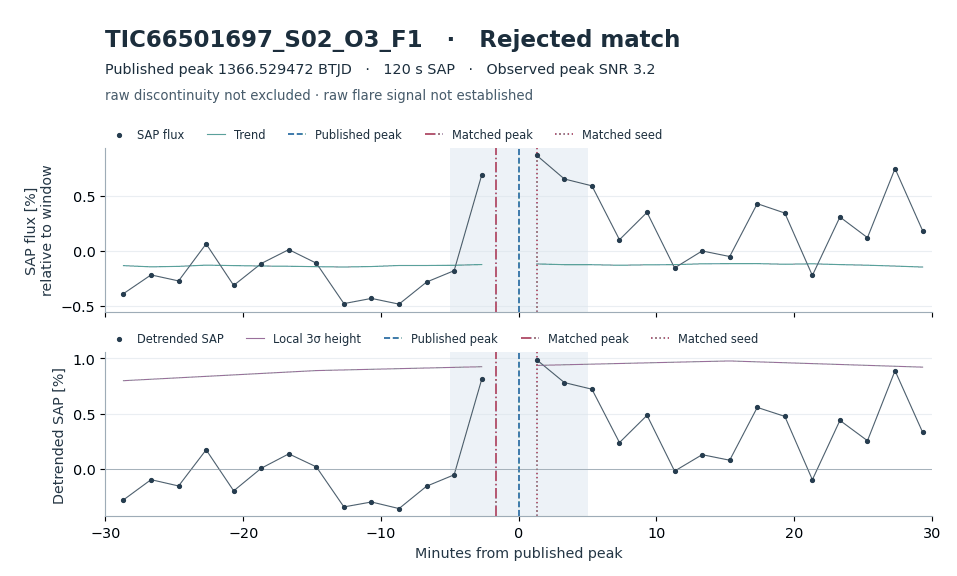 TIC66501697_S02_O3_F1 · Rejected match
Published peak 1366.529472 BTJD · 120 s SAP · Observed peak SNR 3.2
raw discontinuity not excluded · raw flare signal not established
SAP flux Trend Published peak Matched peak Matched seed
SAP flux [%]
relative to window
0.5
0.0
−0.5
Detrended SAP Local 3σ height Published peak Matched peak Matched seed
Detrended SAP [%]
1.0
0.5
0.0
−30 −20 −10 0 10 20 30
Minutes from published peak